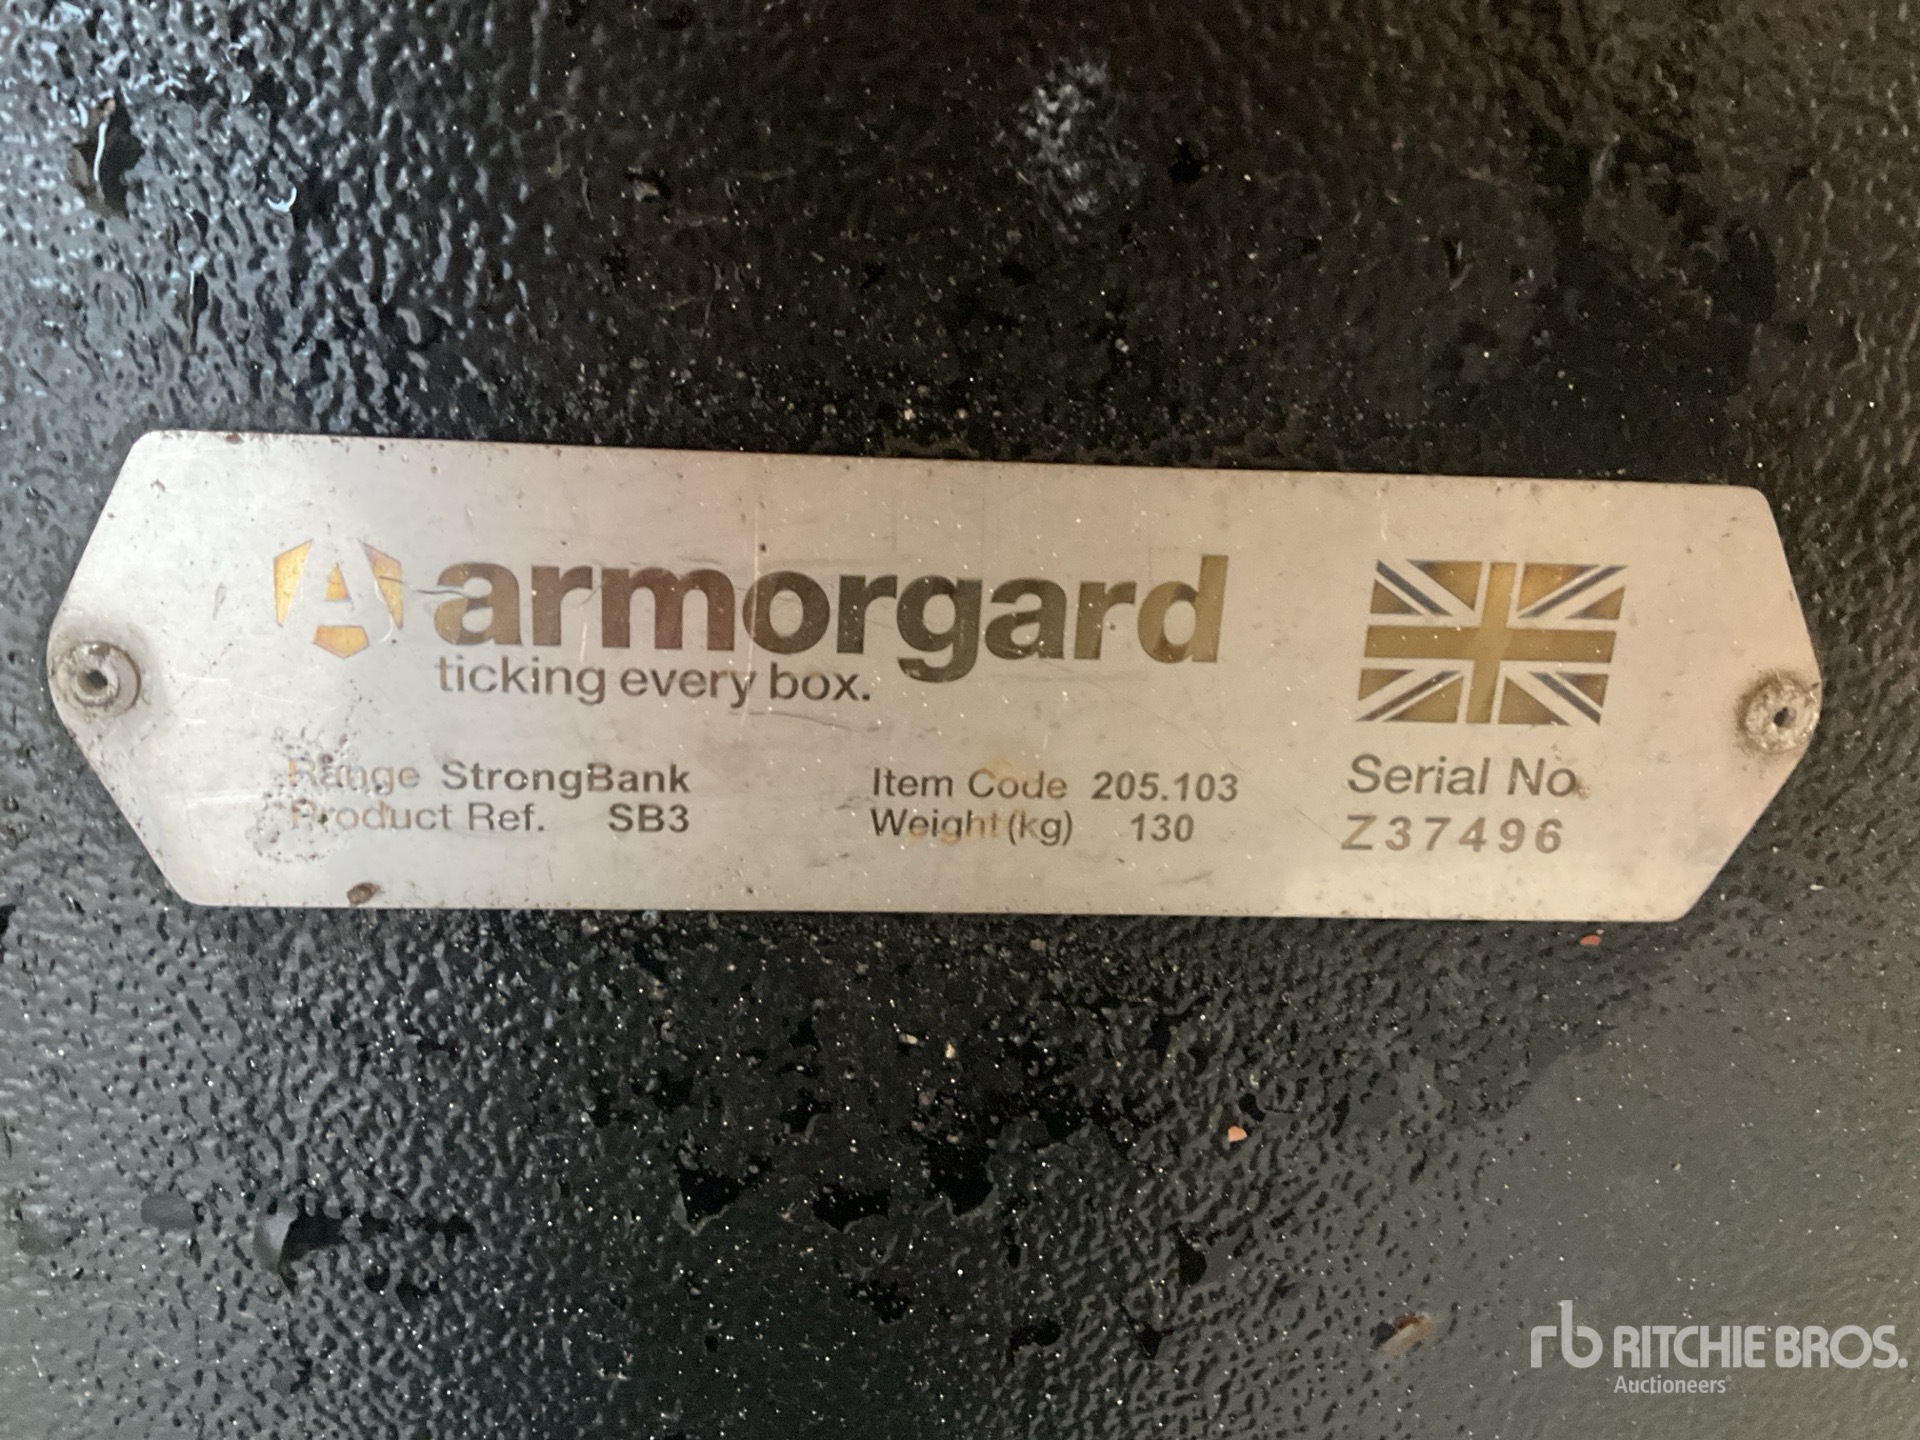 armorgard
ticking every box.
Range StrongBank
Product Ref. SB3
Item Code 205.103
Weight (kg) 130
Serial No.
Z37496
rb RITCHIE BROS.
Auctioneers